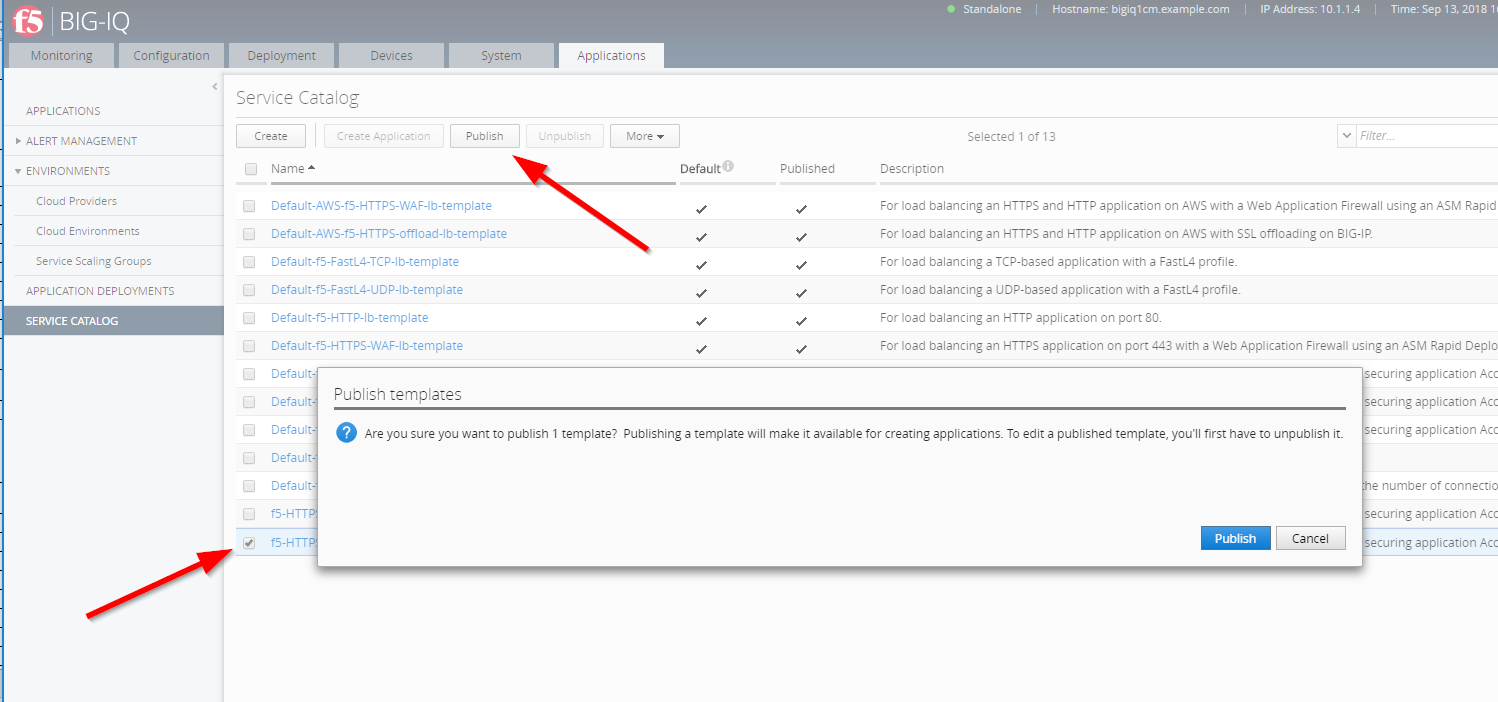 f5 BIG-IQ
Standalone Hostname: bigiq1cm.example.com IP Address: 10.1.1.4 Time: Sep 13, 2018
Monitoring Configuration Deployment Devices System Applications
APPLICATIONS
ALERT MANAGEMENT
ENVIRONMENTS
Cloud Providers
Cloud Environments
Service Scaling Groups
APPLICATION DEPLOYMENTS
SERVICE CATALOG
Service Catalog
Create Create Application Publish Unpublish More Selected 1 of 13 Filter...
Name Default Published Description
Default-AWS-f5-HTTPS-WAF-lb-template For load balancing an HTTPS and HTTP application on AWS with a Web Application Firewall using an ASM Rapid
Default-AWS-f5-HTTPS-offload-lb-template For load balancing an HTTPS and HTTP application on AWS with SSL offloading on BIG-IP.
Default-f5-FastL4-TCP-lb-template For load balancing a TCP-based application with a FastL4 profile.
Default-f5-FastL4-UDP-lb-template For load balancing a UDP-based application with a FastL4 profile.
Default-f5-HTTP-lb-template For load balancing an HTTP application on port 80.
Default-f5-HTTPS-WAF-lb-template For load balancing an HTTPS application on port 443 with a Web Application Firewall using an ASM Rapid Deplo
Default- securing application Acc
Default- securing application Acc
Default- securing application Acc
Default-
Default- the number of connectio
f5-HTTPS securing application Acc
f5-HTTPS securing application Acc
Publish templates
Are you sure you want to publish 1 template? Publishing a template will make it available for creating applications. To edit a published template, you'll first have to unpublish it.
Publish Cancel